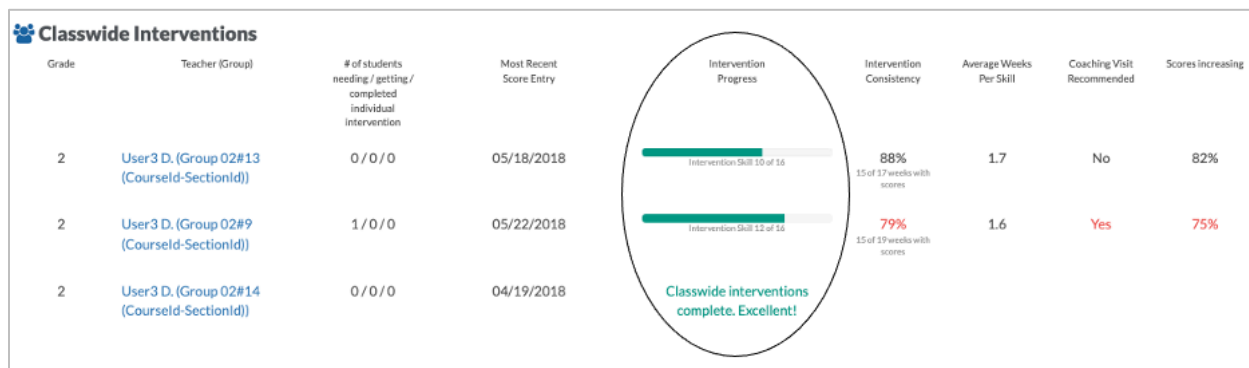 Classwide Interventions
Grade
Teacher (Group)
# of students
needing / getting /
completed
individual
intervention
Most Recent
Score Entry
Intervention
Progress
Intervention
Consistency
Average Weeks
Per Skill
Coaching Visit
Recommended
Scores increasing
2
User3 D. (Group 02#13
(CourseId-SectionId))
0 / 0 / 0
05/18/2018
Intervention Skill 10 of 16
88%
15 of 17 weeks with
scores
1.7
No
82%
2
User3 D. (Group 02#9
(CourseId-SectionId))
1 / 0 / 0
05/22/2018
Intervention Skill 12 of 16
79%
15 of 19 weeks with
scores
1.6
Yes
75%
2
User3 D. (Group 02#14
(CourseId-SectionId))
0 / 0 / 0
04/19/2018
Classwide interventions
complete. Excellent!